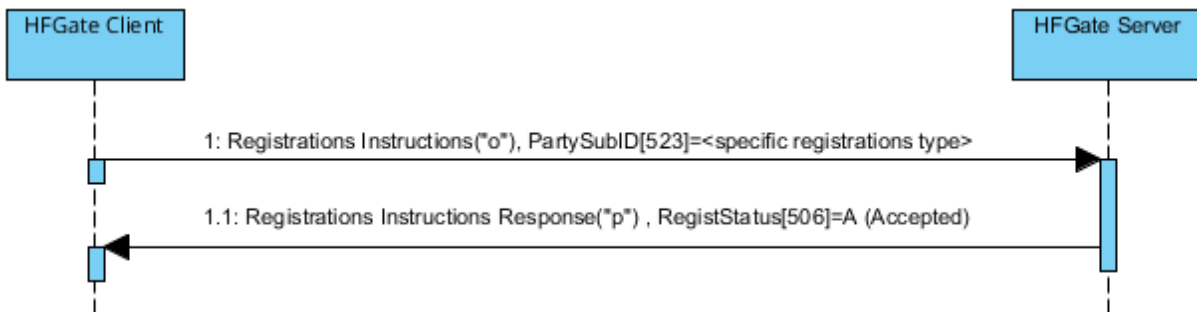 HFGate Client
HFGate Server
1: Registrations Instructions("o"), PartySubID[523]=<specific registrations type>
1.1: Registrations Instructions Response("p") , RegistStatus[506]=A (Accepted)